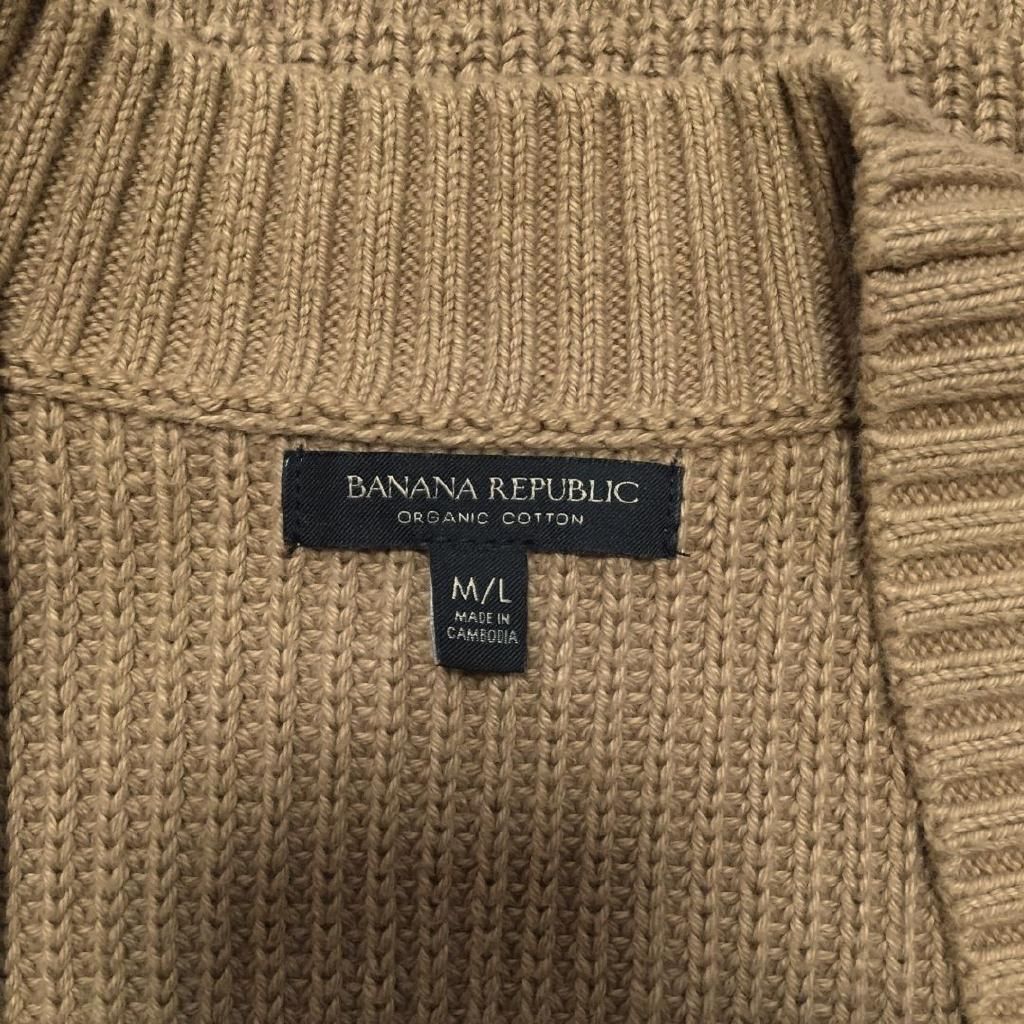 BANANA REPUBLIC
ORGANIC COTTON
M/L
MADE IN
CAMBODIA